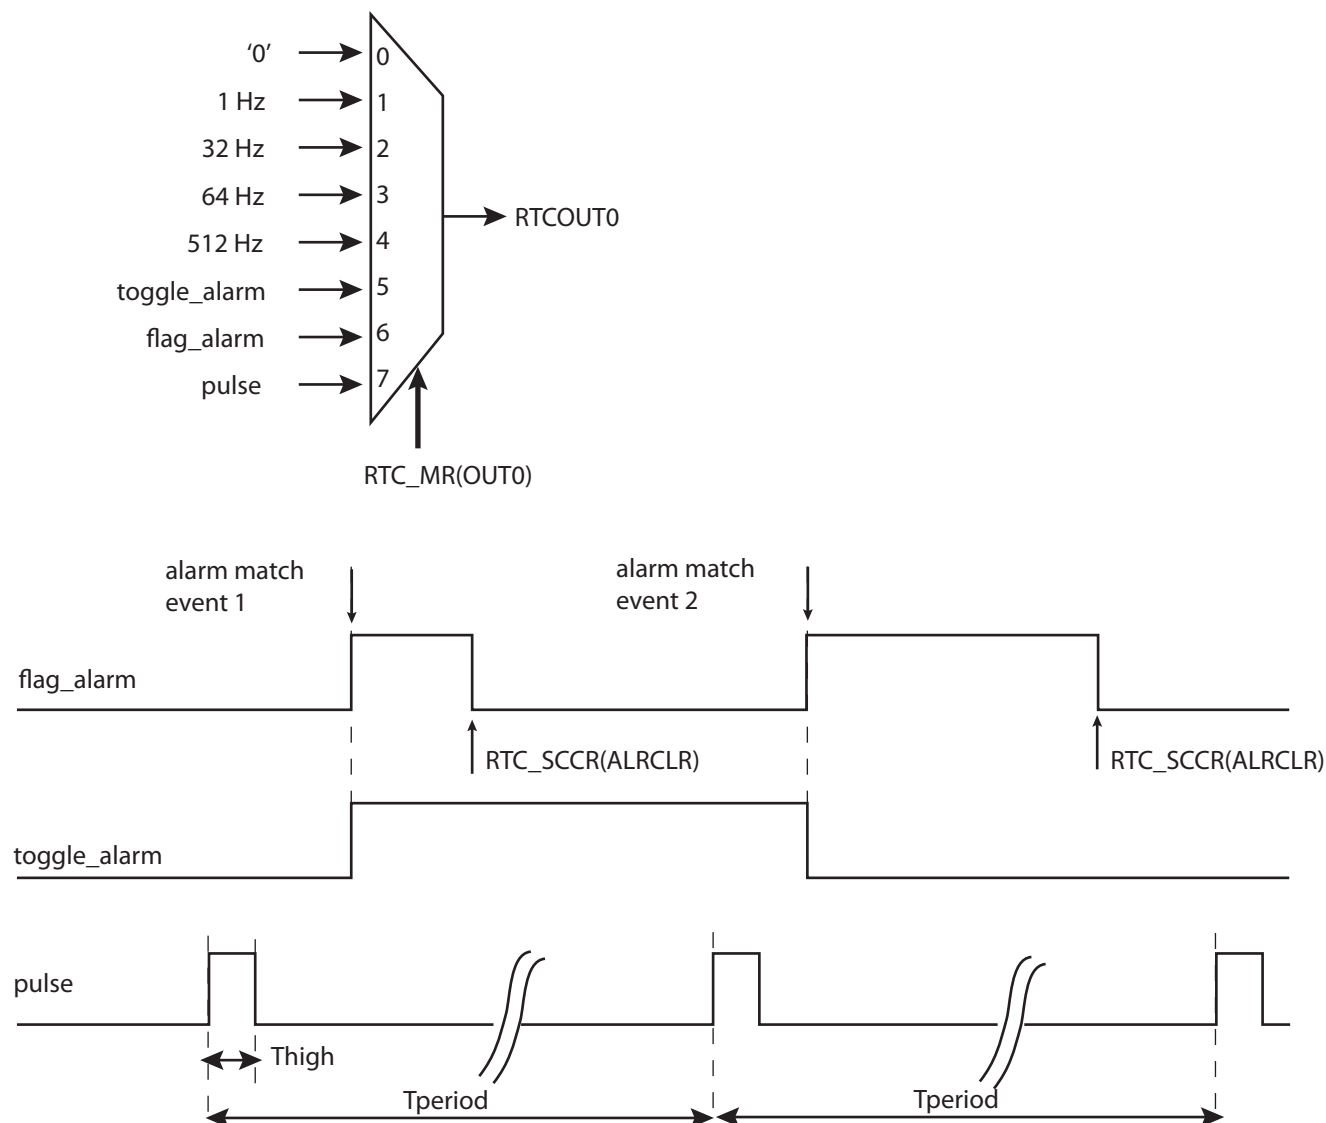 ‘0’
0
1 Hz
1
32 Hz
2
64 Hz
3
RTCOUT0
512 Hz
4
toggle_alarm
5
flag_alarm
6
pulse
7
RTC_MR(OUT0)
alarm match
event 1
alarm match
event 2
flag_alarm
RTC_SCCR(ALRCLR)
RTC_SCCR(ALRCLR)
toggle_alarm
pulse
Thigh
Tperiod
Tperiod